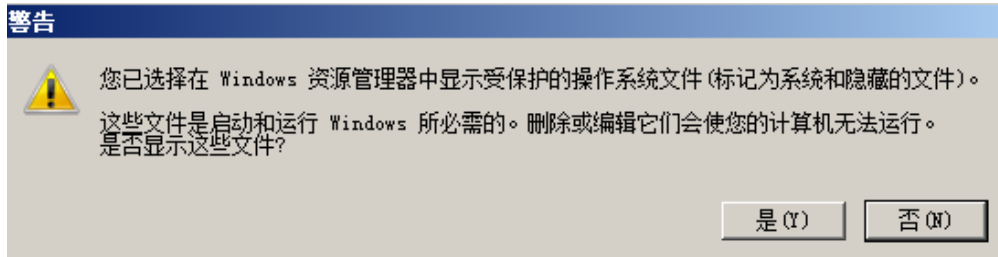 警告
您已选择在 Windows 资源管理器中显示受保护的操作系统文件(标记为系统和隐藏的文件)。
这些文件是启动和运行 Windows 所必需的。删除或编辑它们会使您的计算机无法运行。
是否显示这些文件?
是(Y)
否(N)